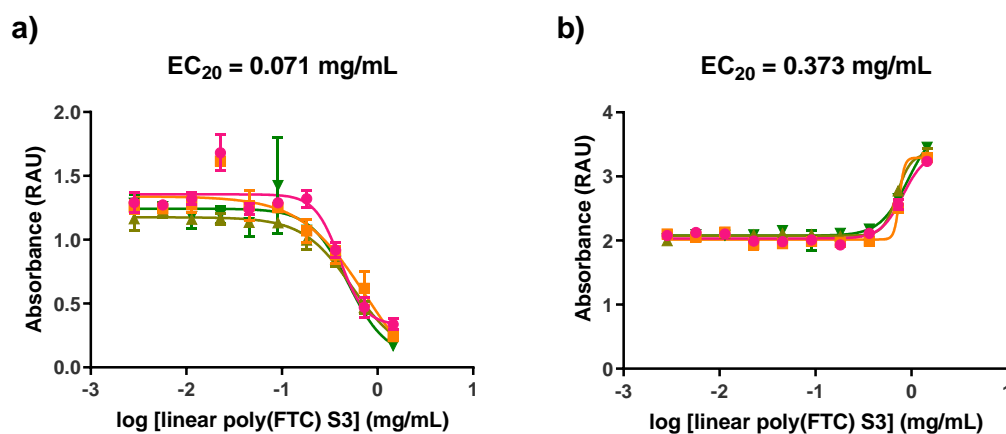 a)
EC20 = 0.071 mg/mL
Absorbance (RAU)
2.0
1.5
1.0
0.5
0.0
-3 -2 -1 0 1
log [linear poly(FTC) S3] (mg/mL)
b)
EC20 = 0.373 mg/mL
Absorbance (RAU)
4
3
2
1
0
-3 -2 -1 0 1
log [linear poly(FTC) S3] (mg/mL)